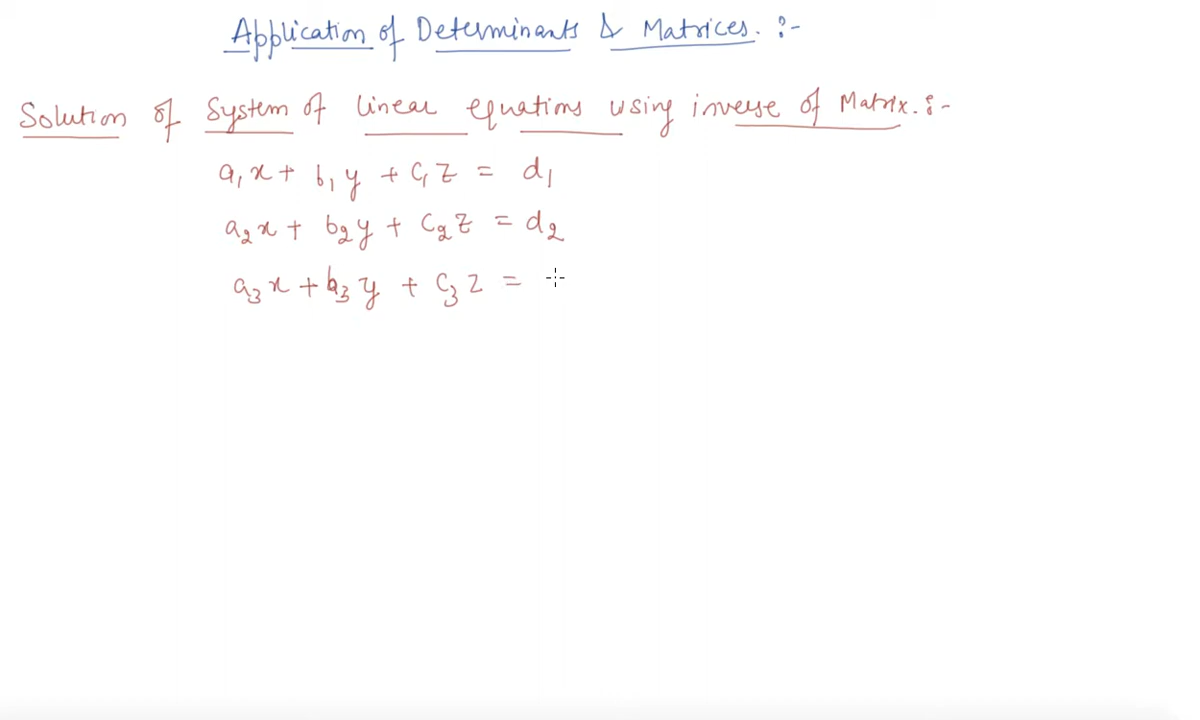 Application of Determinants & Matrices. :-
Solution of System of linear equations using inverse of Matrix. :-
a₁x + b₁y + c₁z = d₁
a₂x + b₂y + c₂z = d₂
a₃x + b₃y + c₃z =